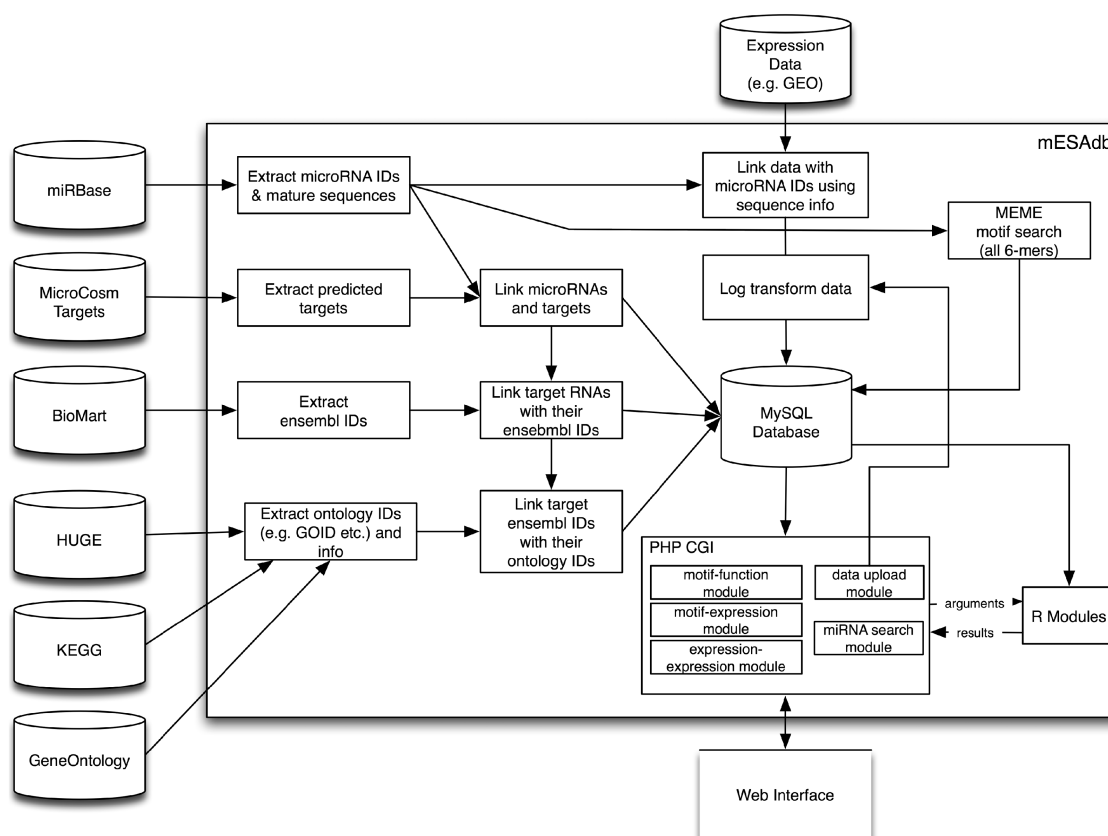 Expression
Data
(e.g. GEO)
mESAdb
miRBase
Extract microRNA IDs
& mature sequences
Link data with
microRNA IDs using
sequence info
MEME
motif search
(all 6-mers)
MicroCosm
Targets
Extract predicted
targets
Link microRNAs
and targets
Log transform data
BioMart
Extract
ensembl IDs
Link target RNAs
with their
ensebmbl IDs
MySQL
Database
HUGE
Extract ontology IDs
(e.g. GOID etc.) and
info
Link target
ensembl IDs
with their
ontology IDs
PHP CGI
motif-function
module
data upload
module
motif-expression
module
miRNA search
module
expression-
expression module
arguments
results
R Modules
KEGG
GeneOntology
Web Interface